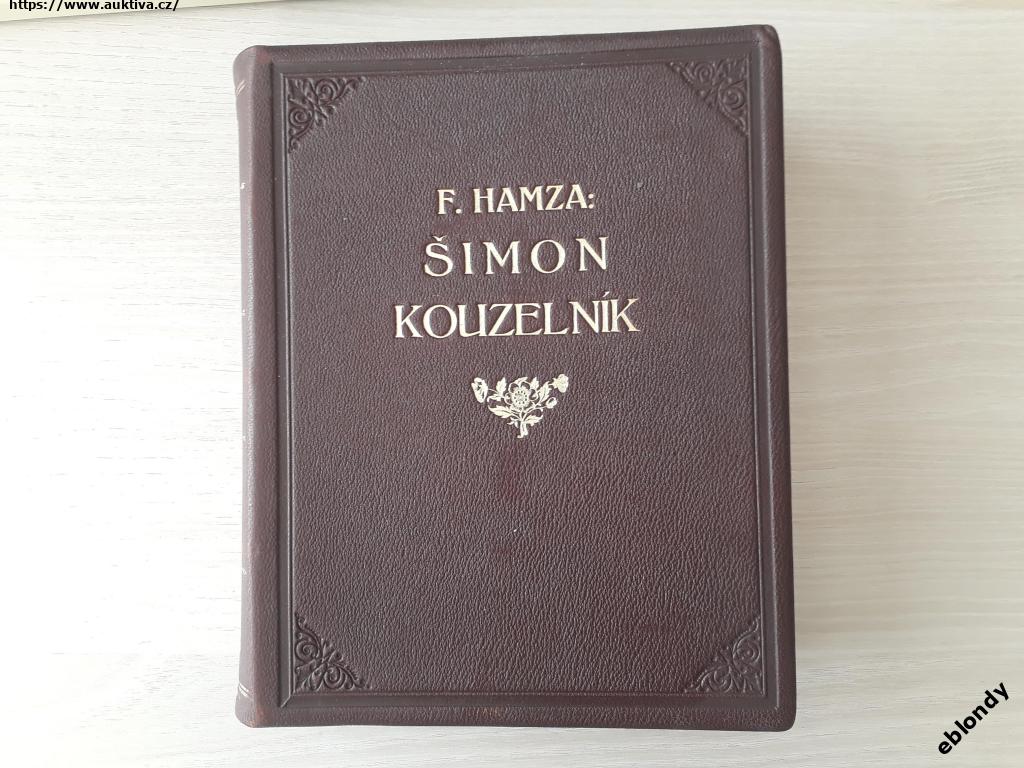 https://www.auktiva.cz/
F. HAMZA:
ŠIMON
KOUZELNÍK
eblondy